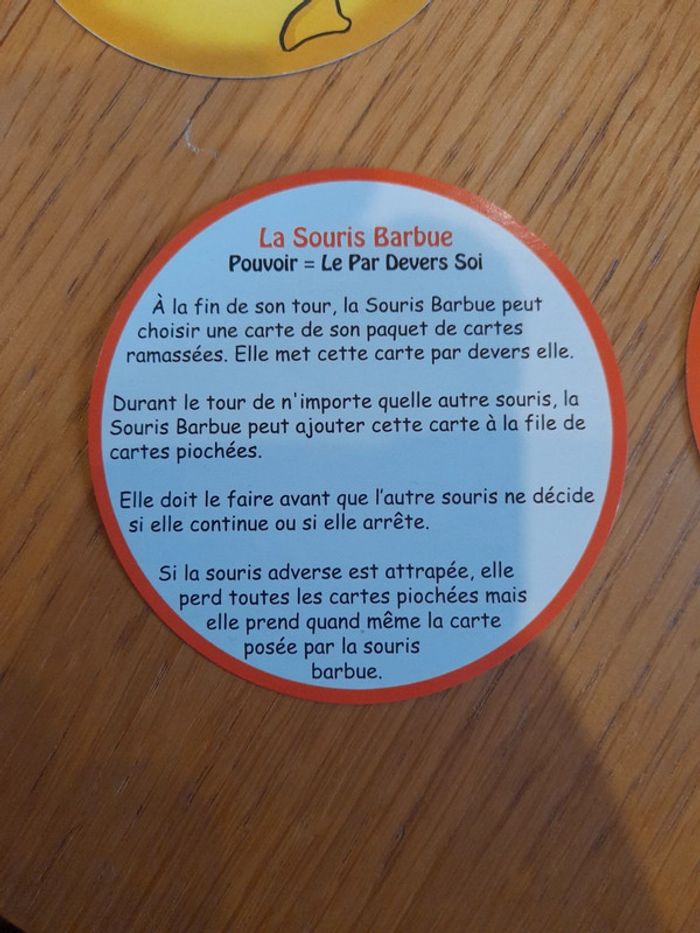 La Souris Barbue
Pouvoir = Le Par Devers Soi
À la fin de son tour, la Souris Barbue peut
choisir une carte de son paquet de cartes
ramassées. Elle met cette carte par devers elle.
Durant le tour de n'importe quelle autre souris, la
Souris Barbue peut ajouter cette carte à la file de
cartes piochées.
Elle doit le faire avant que l'autre souris ne décide
si elle continue ou si elle arrête.
Si la souris adverse est attrapée, elle
perd toutes les cartes piochées mais
elle prend quand même la carte
posée par la souris
barbue.